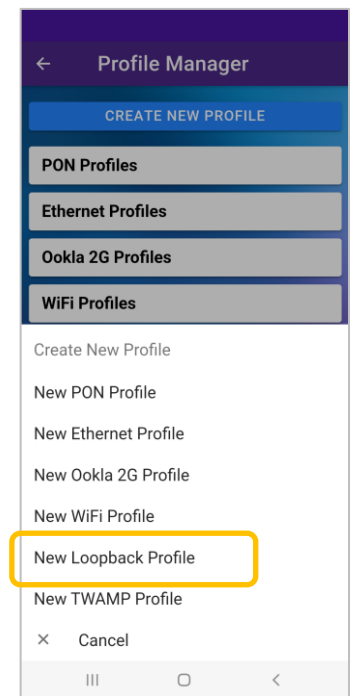 Profile Manager
CREATE NEW PROFILE
PON Profiles
Ethernet Profiles
Ookla 2G Profiles
WiFi Profiles
Create New Profile
New PON Profile
New Ethernet Profile
New Ookla 2G Profile
New WiFi Profile
New Loopback Profile
New TWAMP Profile
Cancel